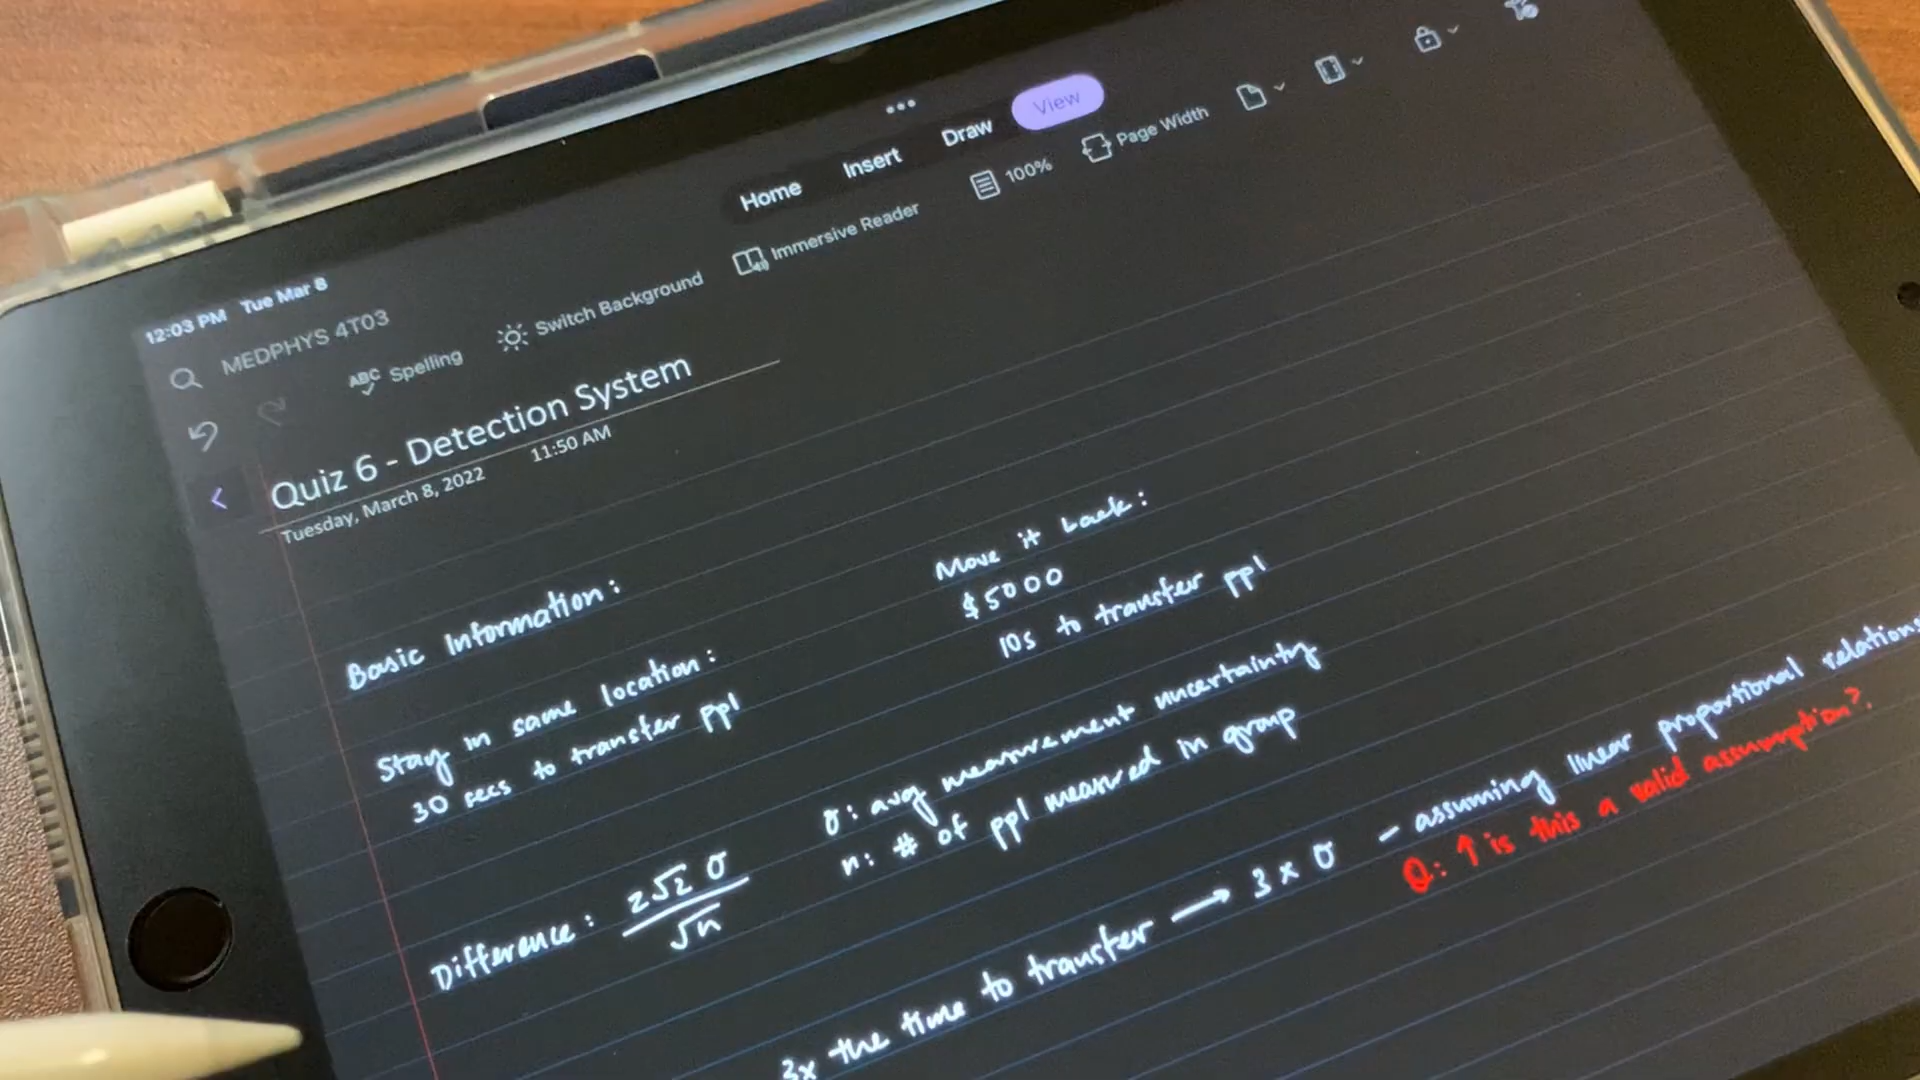 12:03 PM Tue Mar 8
...
Home Insert Draw View
MEDPHYS 4T03
ABC Spelling Switch Background Immersive Reader 100% Page Width
Quiz 6 - Detection System
Tuesday, March 8, 2022 11:50 AM
Basic Information:
Stay in same location:
30 secs to transfer ppl
Move it back:
$5000
10s to transfer ppl
Difference: 2√2 σ / √n
σ: avg measurement uncertainty
n: # of ppl measured in group
3x the time to transfer → 3 x σ - assuming linear proportional relations
Q: ↑ is this a valid assumption?